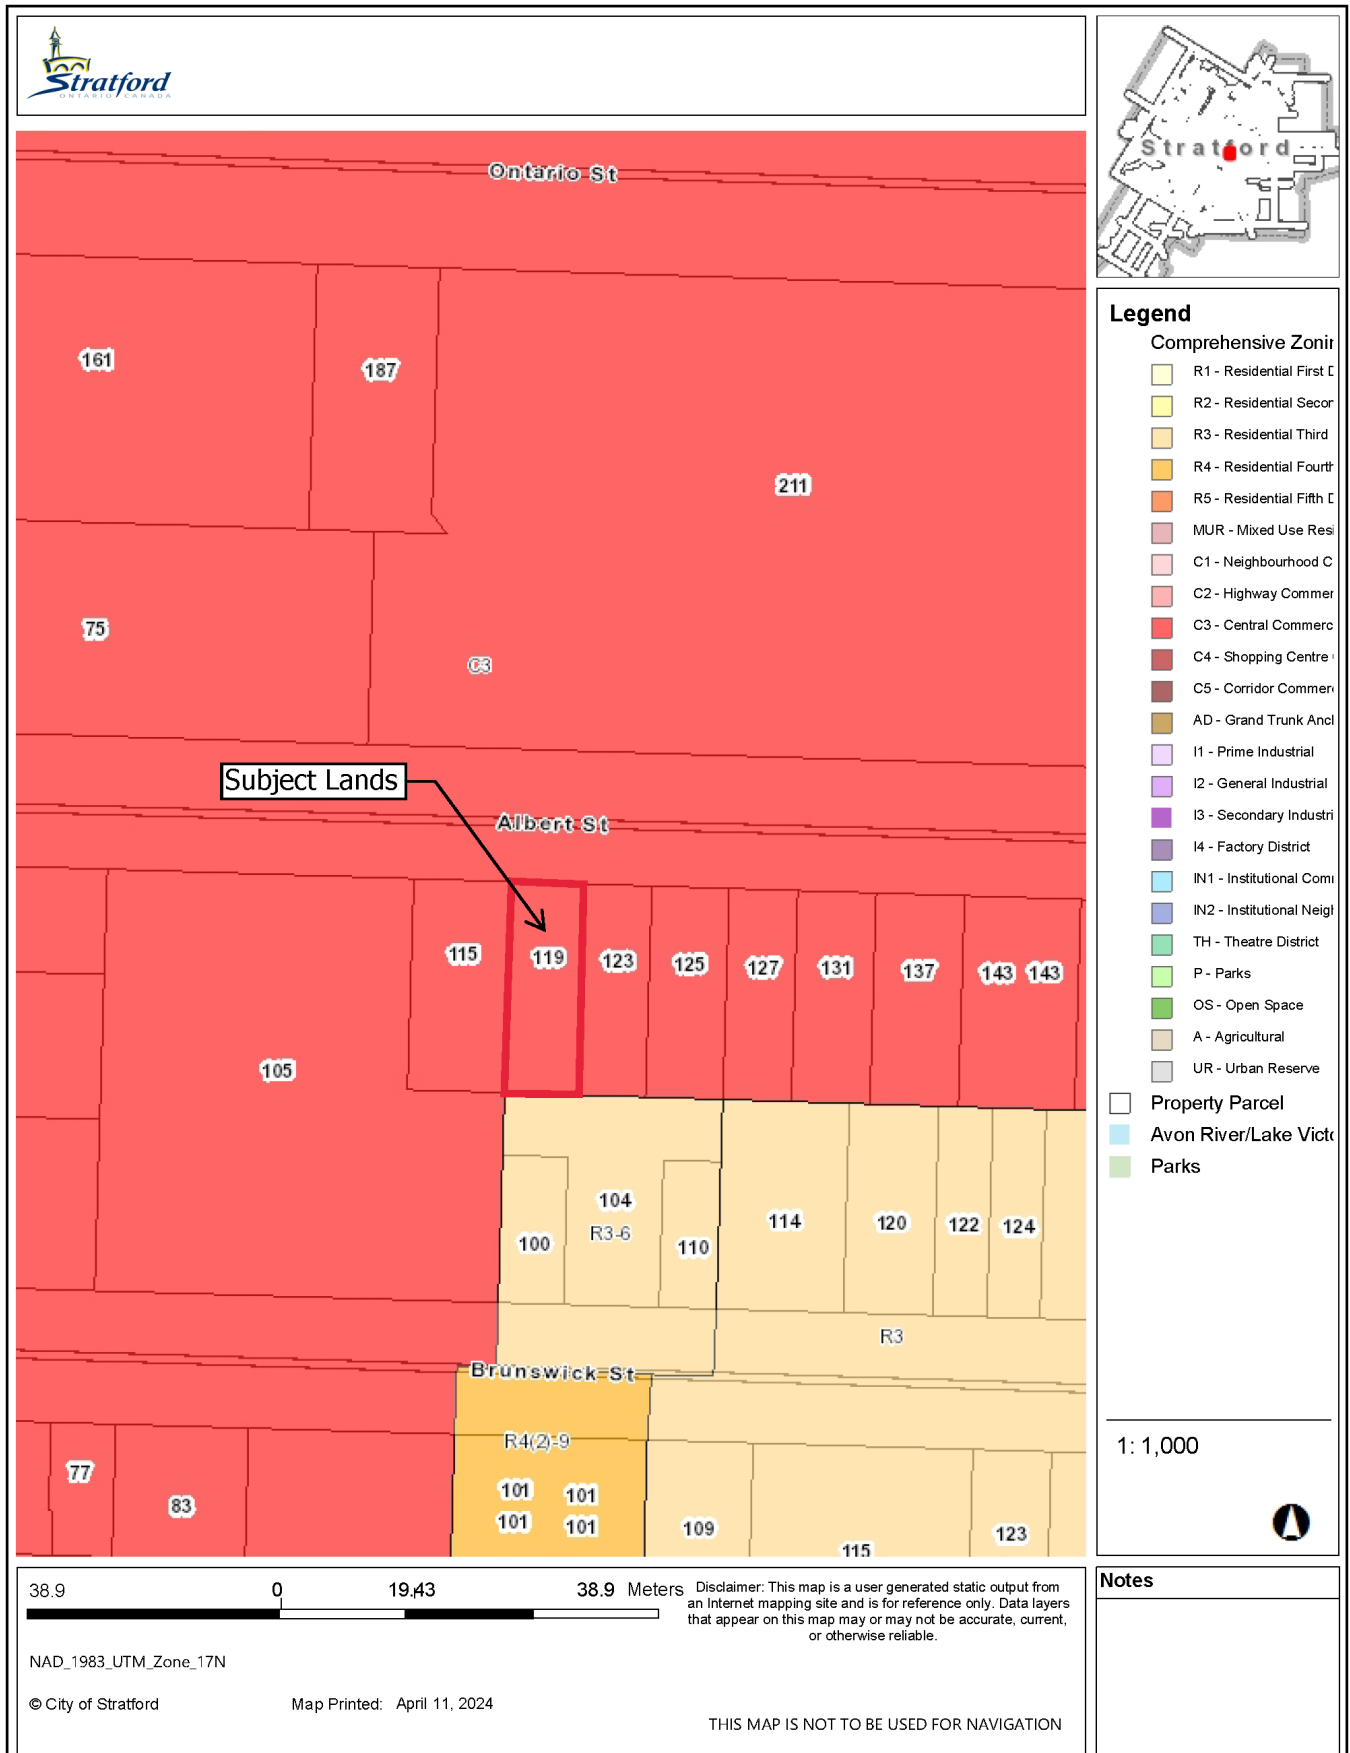 Stratford
ONTARIO CANADA
Stratford
Ontario St
161
187
211
75
C3
Subject Lands
Albert St
115
119
123
125
127
131
137
143 143
105
104
R3-6
100
110
114
120
122
124
R3
Brunswick St
R4(2)-9
77
83
101 101
101 101
109
115
123
Legend
Comprehensive Zonin
R1 - Residential First D
R2 - Residential Secon
R3 - Residential Third
R4 - Residential Fourth
R5 - Residential Fifth D
MUR - Mixed Use Resi
C1 - Neighbourhood C
C2 - Highway Commer
C3 - Central Commerc
C4 - Shopping Centre
C5 - Corridor Commerc
AD - Grand Trunk Anch
I1 - Prime Industrial
I2 - General Industrial
I3 - Secondary Industri
I4 - Factory District
IN1 - Institutional Comm
IN2 - Institutional Neigh
TH - Theatre District
P - Parks
OS - Open Space
A - Agricultural
UR - Urban Reserve
Property Parcel
Avon River/Lake Victo
Parks
1: 1,000
38.9 0 19.43 38.9 Meters
Disclaimer: This map is a user generated static output from
an Internet mapping site and is for reference only. Data layers
that appear on this map may or may not be accurate, current,
or otherwise reliable.
NAD_1983_UTM_Zone_17N
© City of Stratford
Map Printed: April 11, 2024
THIS MAP IS NOT TO BE USED FOR NAVIGATION
Notes